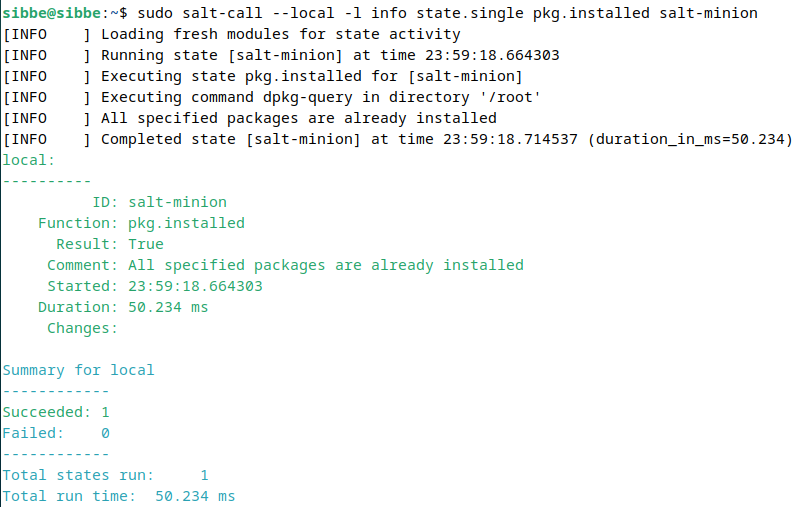 sibbe@sibbe:~$ sudo salt-call --local -l info state.single pkg.installed salt-minion
[INFO    ] Loading fresh modules for state activity
[INFO    ] Running state [salt-minion] at time 23:59:18.664303
[INFO    ] Executing state pkg.installed for [salt-minion]
[INFO    ] Executing command dpkg-query in directory '/root'
[INFO    ] All specified packages are already installed
[INFO    ] Completed state [salt-minion] at time 23:59:18.714537 (duration_in_ms=50.234)
local:
----------
          ID: salt-minion
    Function: pkg.installed
      Result: True
     Comment: All specified packages are already installed
     Started: 23:59:18.664303
    Duration: 50.234 ms
     Changes:

Summary for local
------------
Succeeded: 1
Failed:    0
------------
Total states run:     1
Total run time:  50.234 ms